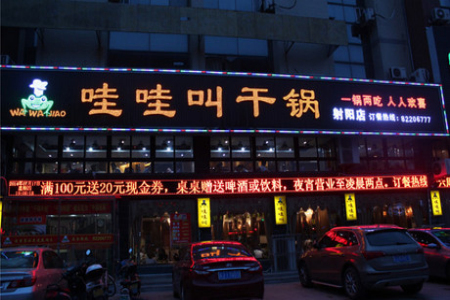 WA WA JIAO
哇哇叫干锅
一锅两吃 人人欢喜
射阳店 订餐热线: 82206777
满100元送20元现金券，桌桌赠送啤酒或饮料，夜宵营业至凌晨两点，订餐热线